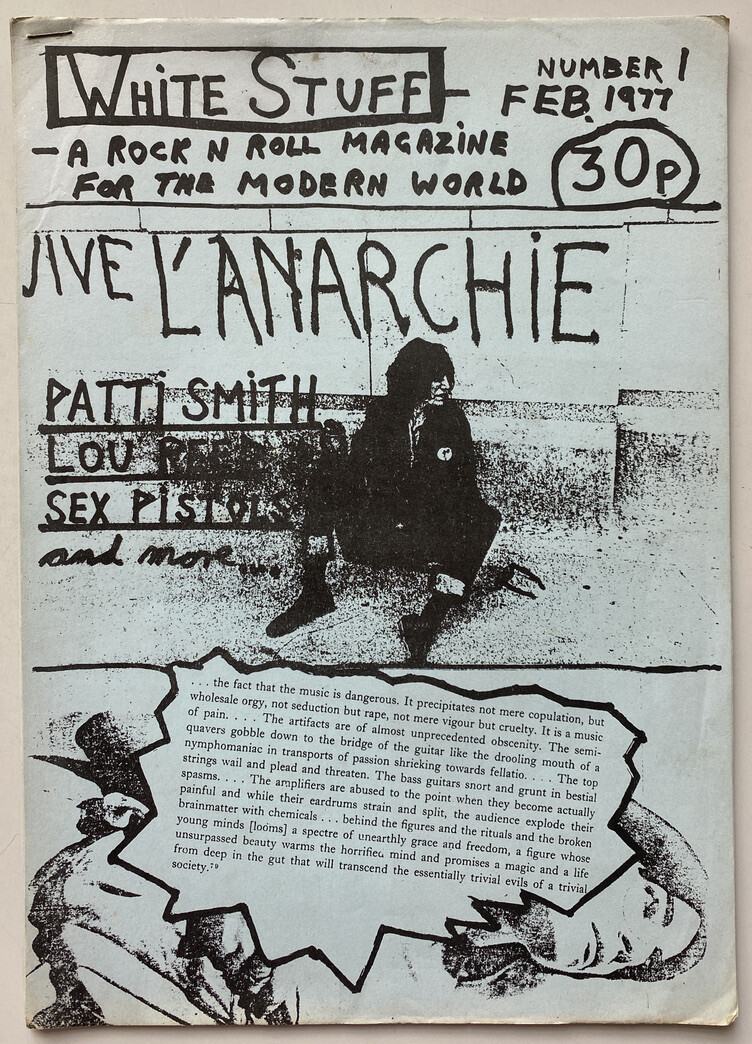 WHiTE STUFF –
NUMBER 1
FEB. 1977
– A ROCK N ROLL MAGAZiNE
FOR THE MODERN WORLD
30p
VIVE L'ANARCHiE
PATTi SMiTH
LOU REED
SEX PiSTOLS
and more....
. . . the fact that the music is dangerous. It precipitates not mere copulation, but
wholesale orgy, not seduction but rape, not mere vigour but cruelty. It is a music
of pain. . . . The artifacts are of almost unprecedented obscenity. The semi-
quavers gobble down to the bridge of the guitar like the drooling mouth of a
nymphomaniac in transports of passion shrieking towards fellatio. . . . The top
strings wail and plead and threaten. The bass guitars snort and grunt in bestial
spasms. . . . The amplifiers are abused to the point when they become actually
painful and while their eardrums strain and split, the audience explode their
brainmatter with chemicals . . . behind the figures and the rituals and the broken
young minds [looms] a spectre of unearthly grace and freedom, a figure whose
unsurpassed beauty warms the horrified mind and promises a magic and a life
from deep in the gut that will transcend the essentially trivial evils of a trivial
society.⁷⁹